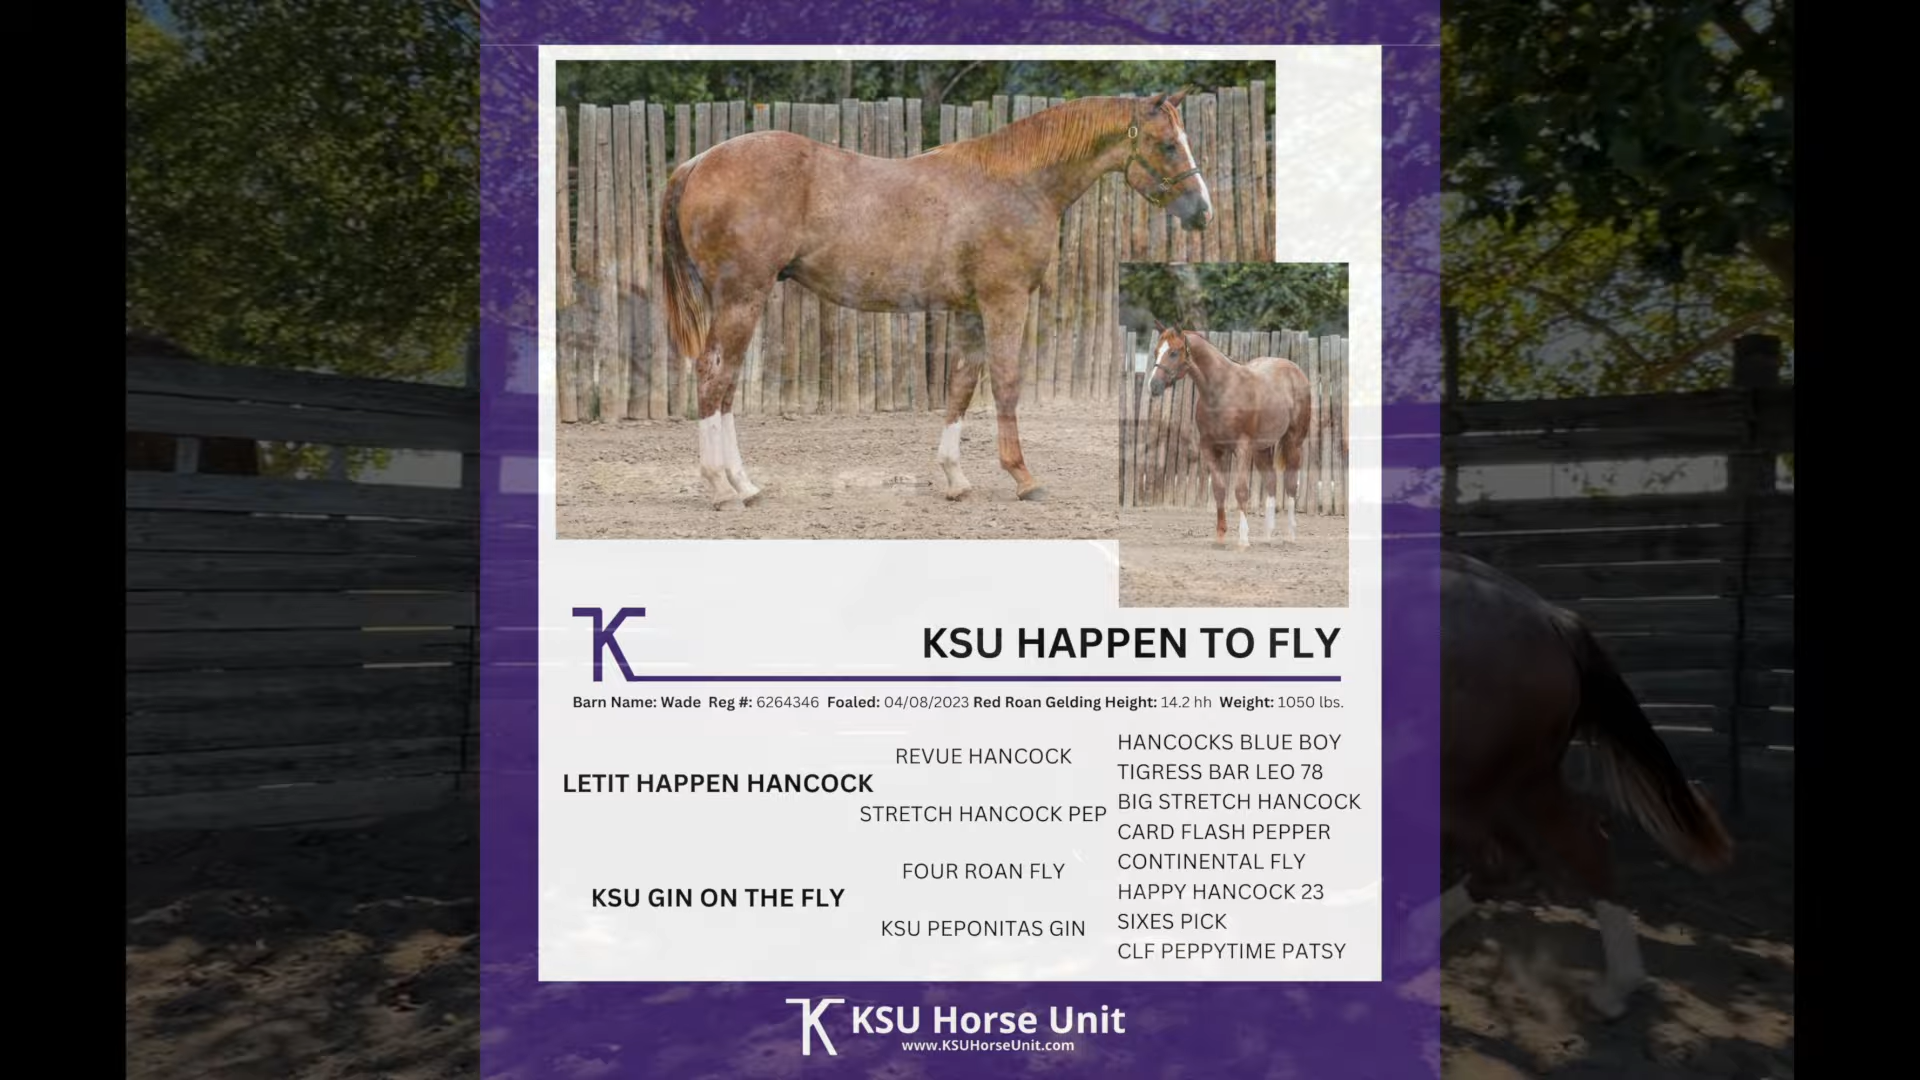 KSU HAPPEN TO FLY
Barn Name: Wade Reg #: 6264346 Foaled: 04/08/2023 Red Roan Gelding Height: 14.2 hh Weight: 1050 lbs.
LETIT HAPPEN HANCOCK
KSU GIN ON THE FLY
REVUE HANCOCK
STRETCH HANCOCK PEP
FOUR ROAN FLY
KSU PEPONITAS GIN
HANCOCKS BLUE BOY
TIGRESS BAR LEO 78
BIG STRETCH HANCOCK
CARD FLASH PEPPER
CONTINENTAL FLY
HAPPY HANCOCK 23
SIXES PICK
CLF PEPPYTIME PATSY
KSU Horse Unit
www.KSUHorseUnit.com